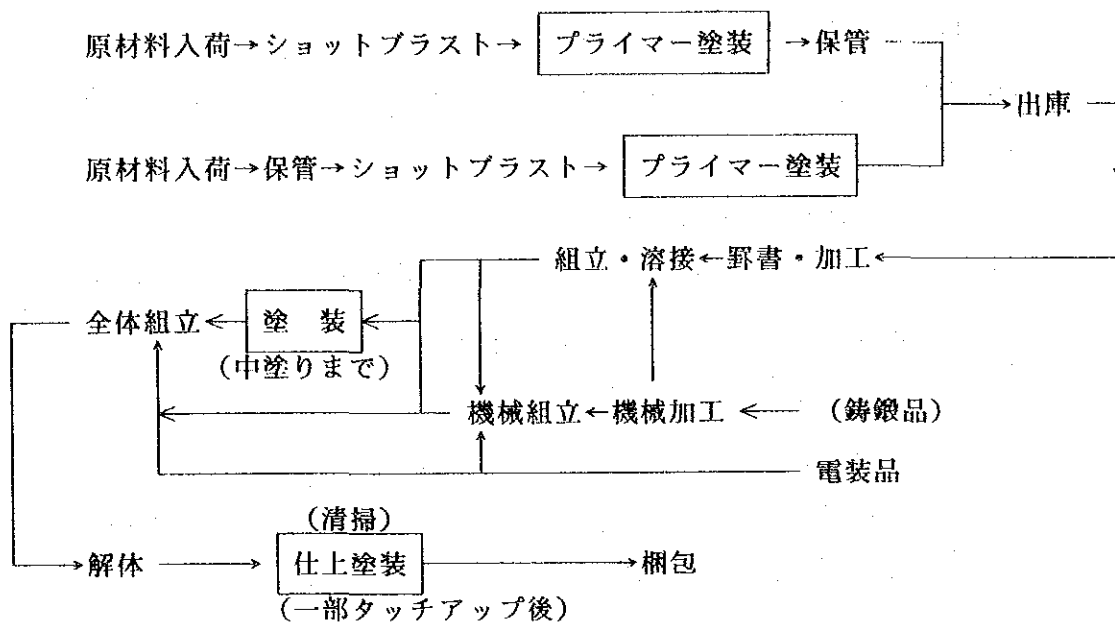 原材料入荷→ショットブラスト→ プライマー塗装 →保管
→出庫
原材料入荷→保管→ショットブラスト→ プライマー塗装
組立・溶接←罫書・加工←
全体組立← 塗 装 ←
(中塗りまで)
機械組立←機械加工 ← (鋳鍛品)
電装品
(清掃)
→解体 → 仕上塗装 →梱包
(一部タッチアップ後)